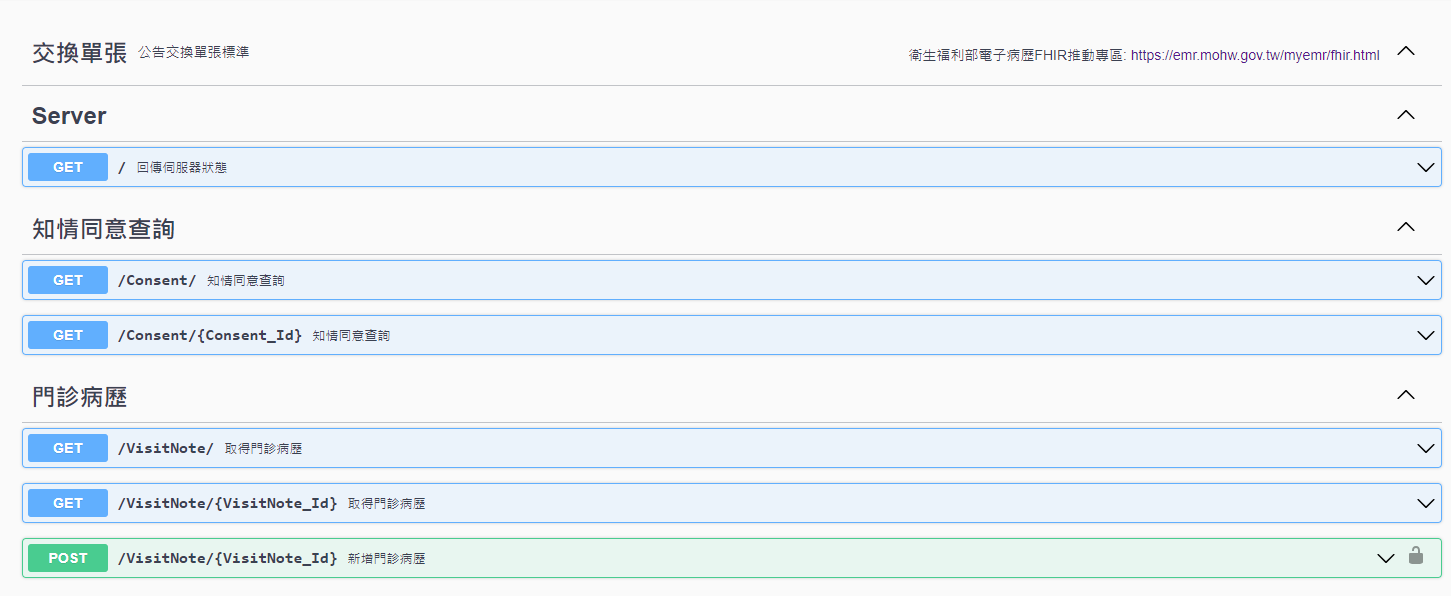 交換單張 公告交換單張標準 衛生福利部電子病歷FHIR推動專區: https://emr.mohw.gov.tw/myemr/fhir.html
Server
GET / 回傳伺服器狀態
知情同意查詢
GET /Consent/ 知情同意查詢
GET /Consent/{Consent_Id} 知情同意查詢
門診病歷
GET /VisitNote/ 取得門診病歷
GET /VisitNote/{VisitNote_Id} 取得門診病歷
POST /VisitNote/{VisitNote_Id} 新增門診病歷